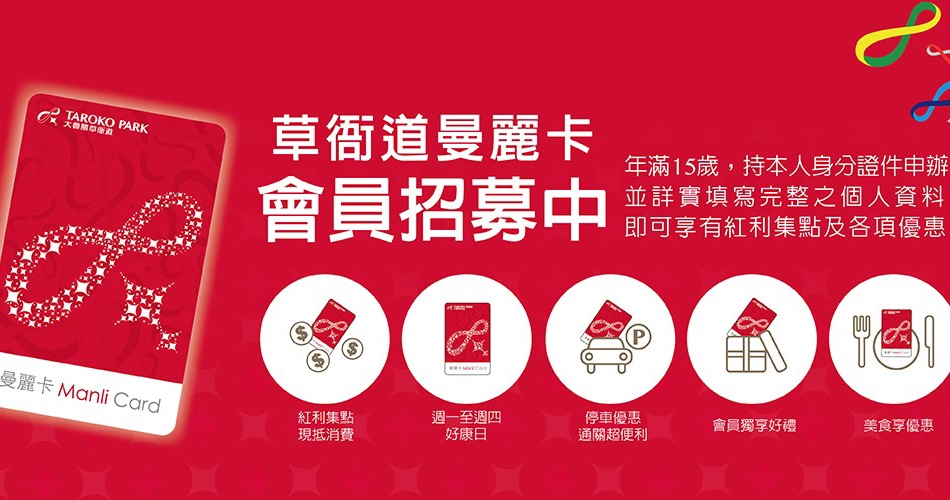 TAROKO PARK
大魯閣草衙道
曼麗卡 Manli Card
草衙道曼麗卡
會員招募中
年滿15歲，持本人身分證件申辦
並詳實填寫完整之個人資料
即可享有紅利集點及各項優惠
紅利集點
現抵消費
週一至週四
好康日
停車優惠
通關超便利
會員獨享好禮
美食享優惠